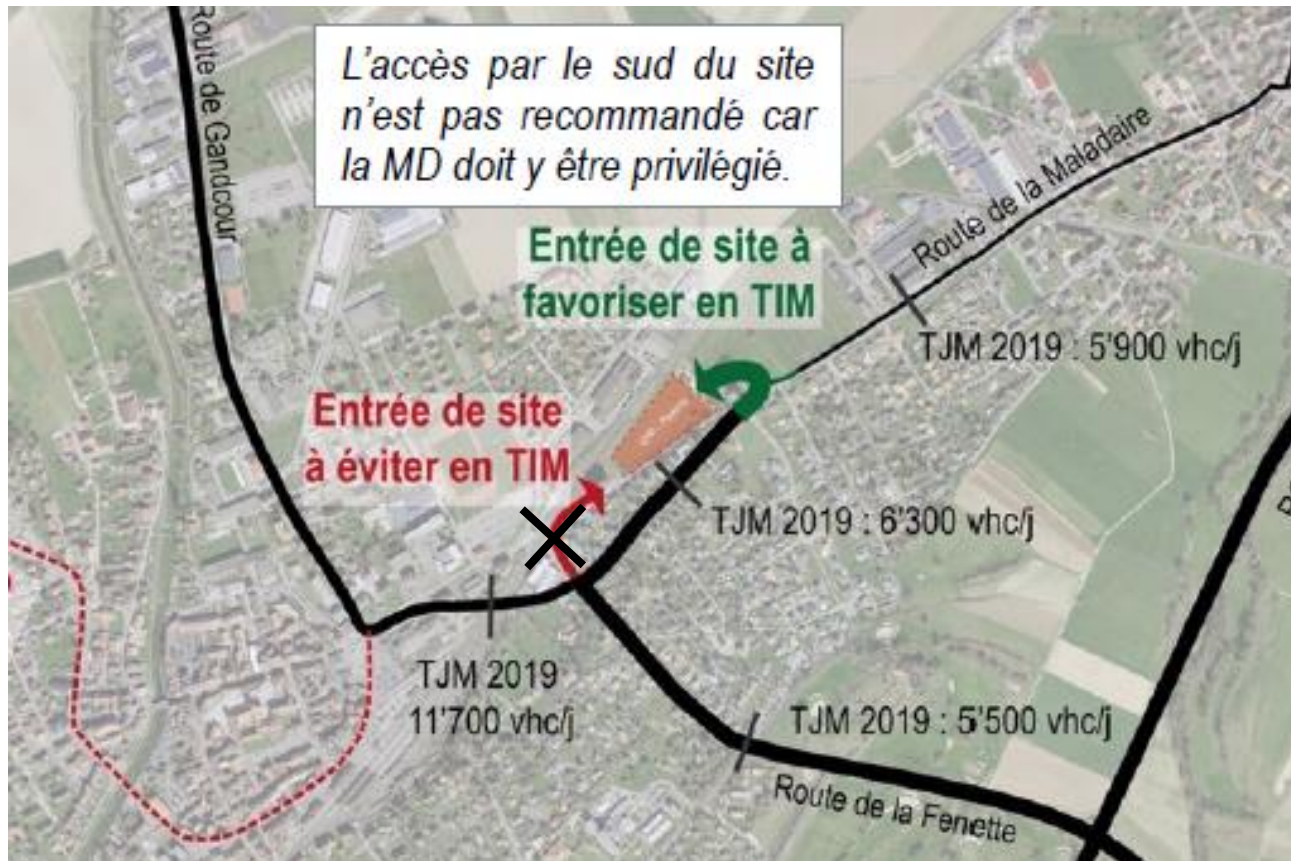 Route de Gandcour
L'accès par le sud du site
n'est pas recommandé car
la MD doit y être privilégié.
Route de la Maladaire
Entrée de site à
favoriser en TIM
TJM 2019 : 5'900 vhc/j
Entrée de site
à éviter en TIM
TJM 2019 : 6'300 vhc/j
TJM 2019
11'700 vhc/j
TJM 2019 : 5'500 vhc/j
Route de la Fenette